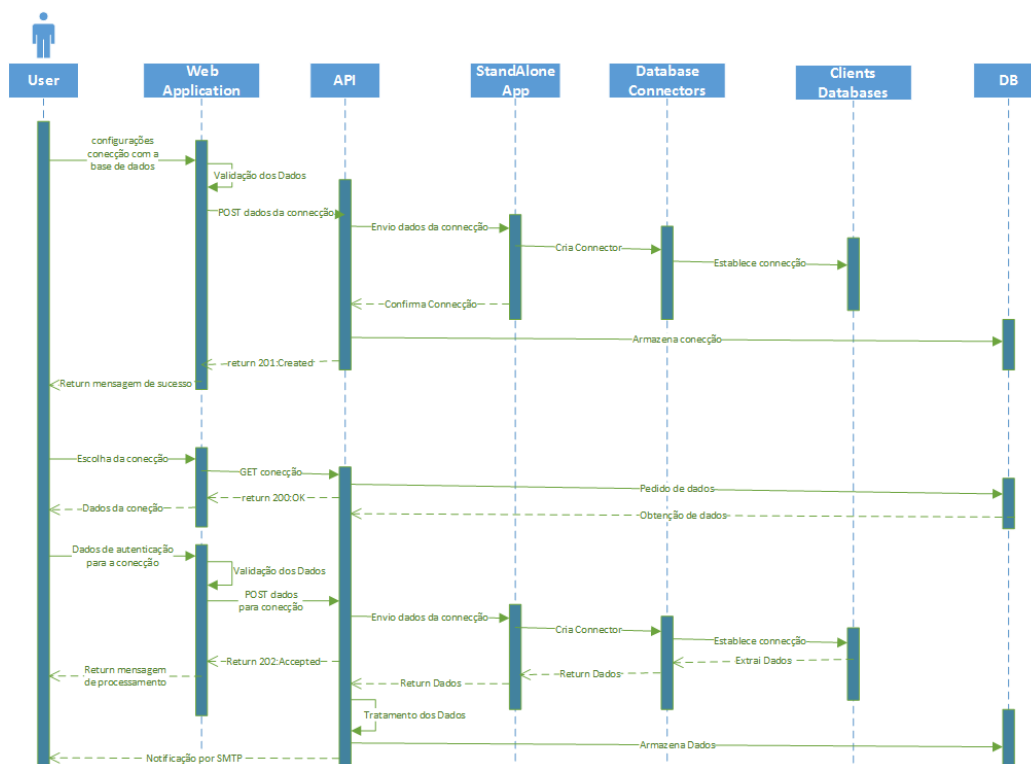 User
Web
Application
API
StandAlone
App
Database
Connectors
Clients
Databases
DB
configurações
conecção com a
base de dados
Validação dos Dados
POST dados da connecção
Envio dados da connecção
Cria Connector
Establece connecção
Confirma Connecção
Armazena conecção
return 201:Created
Return mensagem de sucesso
Escolha da conecção
GET conecção
Pedido de dados
return 200:OK
Dados da coneção
Obtenção de dados
Dados de autenticação
para a conecção
Validação dos Dados
POST dados
para conecção
Envio dados da connecção
Cria Connector
Establece connecção
Extrai Dados
Return 202:Accepted
Return Dados
Return mensagem
de processamento
Return Dados
Tratamento dos Dados
Armazena Dados
Notificação por SMTP